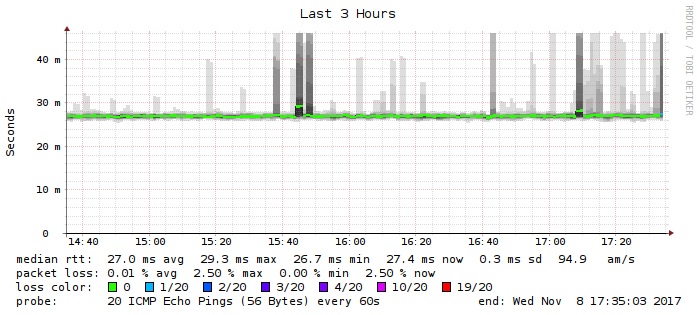 Last 3 Hours
RRDTOOL / TOBI OETIKER
Seconds
40 m
30 m
20 m
10 m
0
14:40 15:00 15:20 15:40 16:00 16:20 16:40 17:00 17:20
median rtt: 27.0 ms avg 29.3 ms max 26.7 ms min 27.4 ms now 0.3 ms sd 94.9 am/s
packet loss: 0.01 % avg 2.50 % max 0.00 % min 2.50 % now
loss color: 0 1/20 2/20 3/20 4/20 10/20 19/20
probe: 20 ICMP Echo Pings (56 Bytes) every 60s end: Wed Nov 8 17:35:03 2017